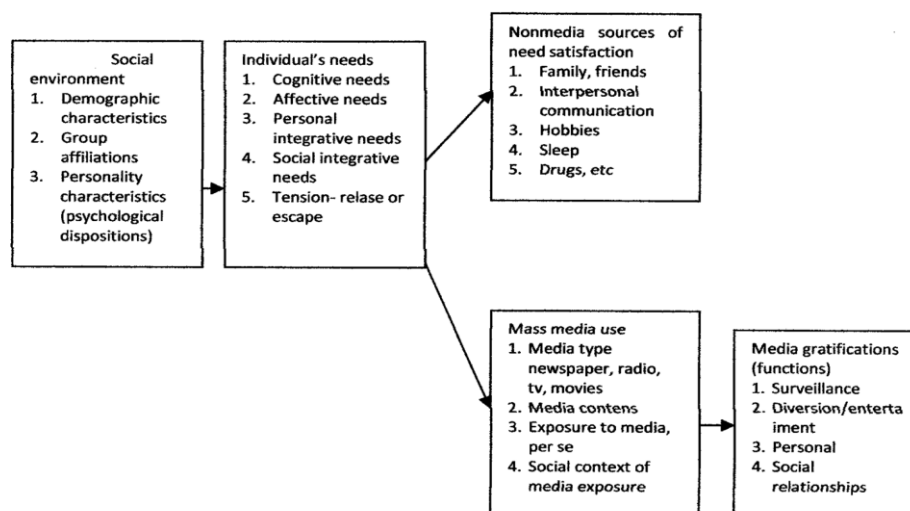 Social
environment
1. Demographic
characteristics
2. Group
affiliations
3. Personality
characteristics
(psychological
dispositions)
Individual's needs
1. Cognitive needs
2. Affective needs
3. Personal
integrative needs
4. Social integrative
needs
5. Tension- relase or
escape
Nonmedia sources of
need satisfaction
1. Family, friends
2. Interpersonal
communication
3. Hobbies
4. Sleep
5. Drugs, etc
Mass media use
1. Media type
newspaper, radio,
tv, movies
2. Media contens
3. Exposure to media,
per se
4. Social context of
media exposure
Media gratifications
(functions)
1. Surveillance
2. Diversion/enterta
iment
3. Personal
4. Social
relationships